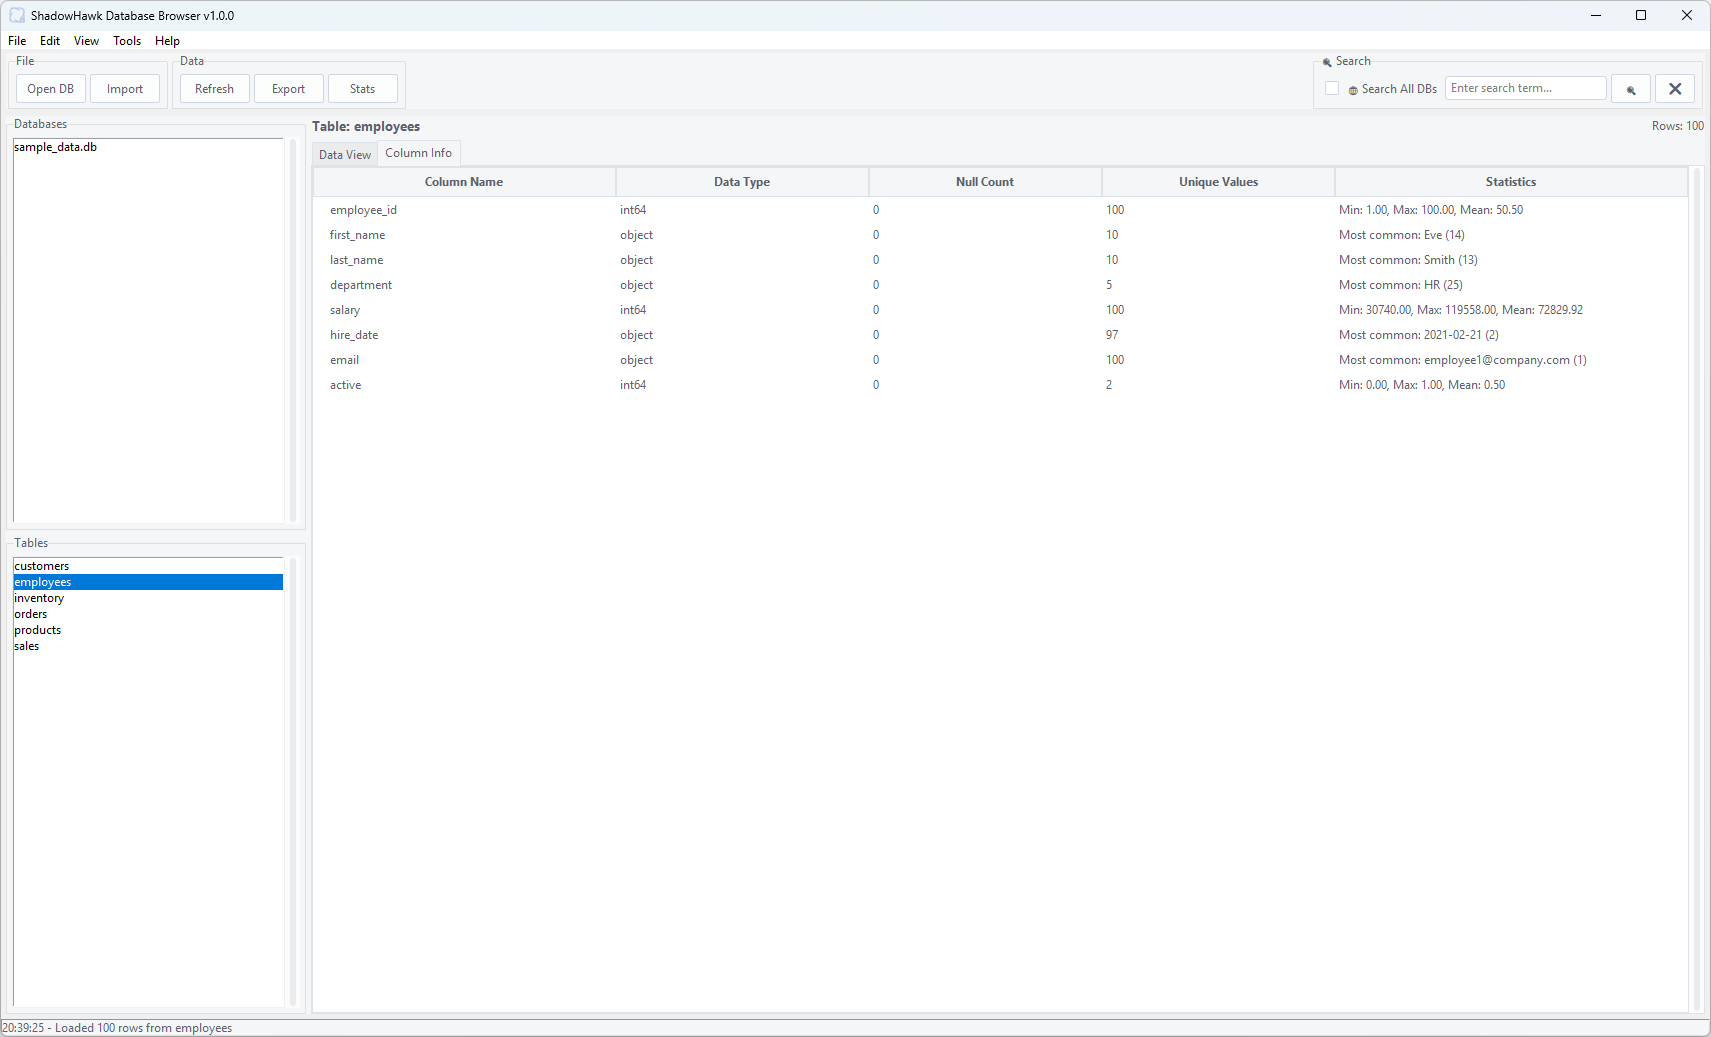 ShadowHawk Database Browser v1.0.0
File Edit View Tools Help
File
Open DB Import
Data
Refresh Export Stats
Search
Search All DBs Enter search term...
Databases
sample_data.db
Tables
customers
employees
inventory
orders
products
sales
Table: employees Rows: 100
Data View Column Info
Column Name Data Type Null Count Unique Values Statistics
employee_id int64 0 100 Min: 1.00, Max: 100.00, Mean: 50.50
first_name object 0 10 Most common: Eve (14)
last_name object 0 10 Most common: Smith (13)
department object 0 5 Most common: HR (25)
salary int64 0 100 Min: 30740.00, Max: 119558.00, Mean: 72829.92
hire_date object 0 97 Most common: 2021-02-21 (2)
email object 0 100 Most common: employee1@company.com (1)
active int64 0 2 Min: 0.00, Max: 1.00, Mean: 0.50
20:39:25 - Loaded 100 rows from employees